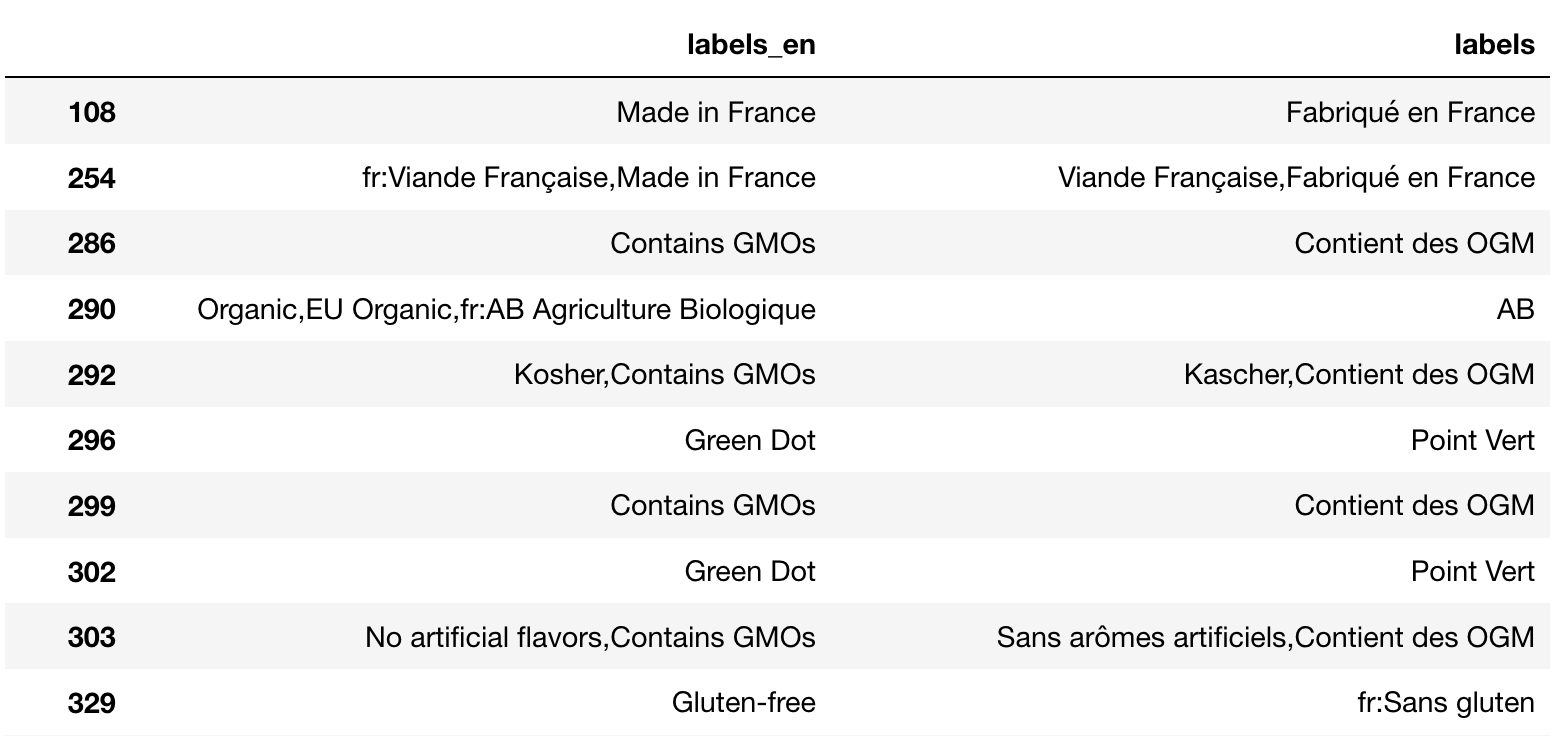 labels_en labels
108 Made in France Fabriqué en France
254 fr:Viande Française,Made in France Viande Française,Fabriqué en France
286 Contains GMOs Contient des OGM
290 Organic,EU Organic,fr:AB Agriculture Biologique AB
292 Kosher,Contains GMOs Kascher,Contient des OGM
296 Green Dot Point Vert
299 Contains GMOs Contient des OGM
302 Green Dot Point Vert
303 No artificial flavors,Contains GMOs Sans arômes artificiels,Contient des OGM
329 Gluten-free fr:Sans gluten